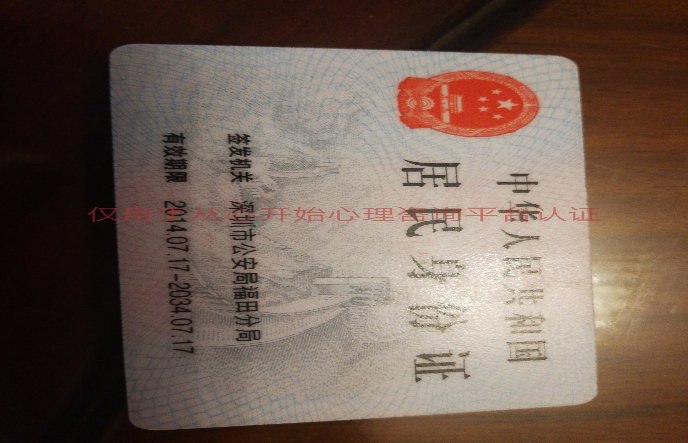 中华人民共和国
居民身份证
签发机关 深圳市公安局福田分局
有效期限 2014.07.17-2034.07.17
仅用于从心开始心理咨询平台认证